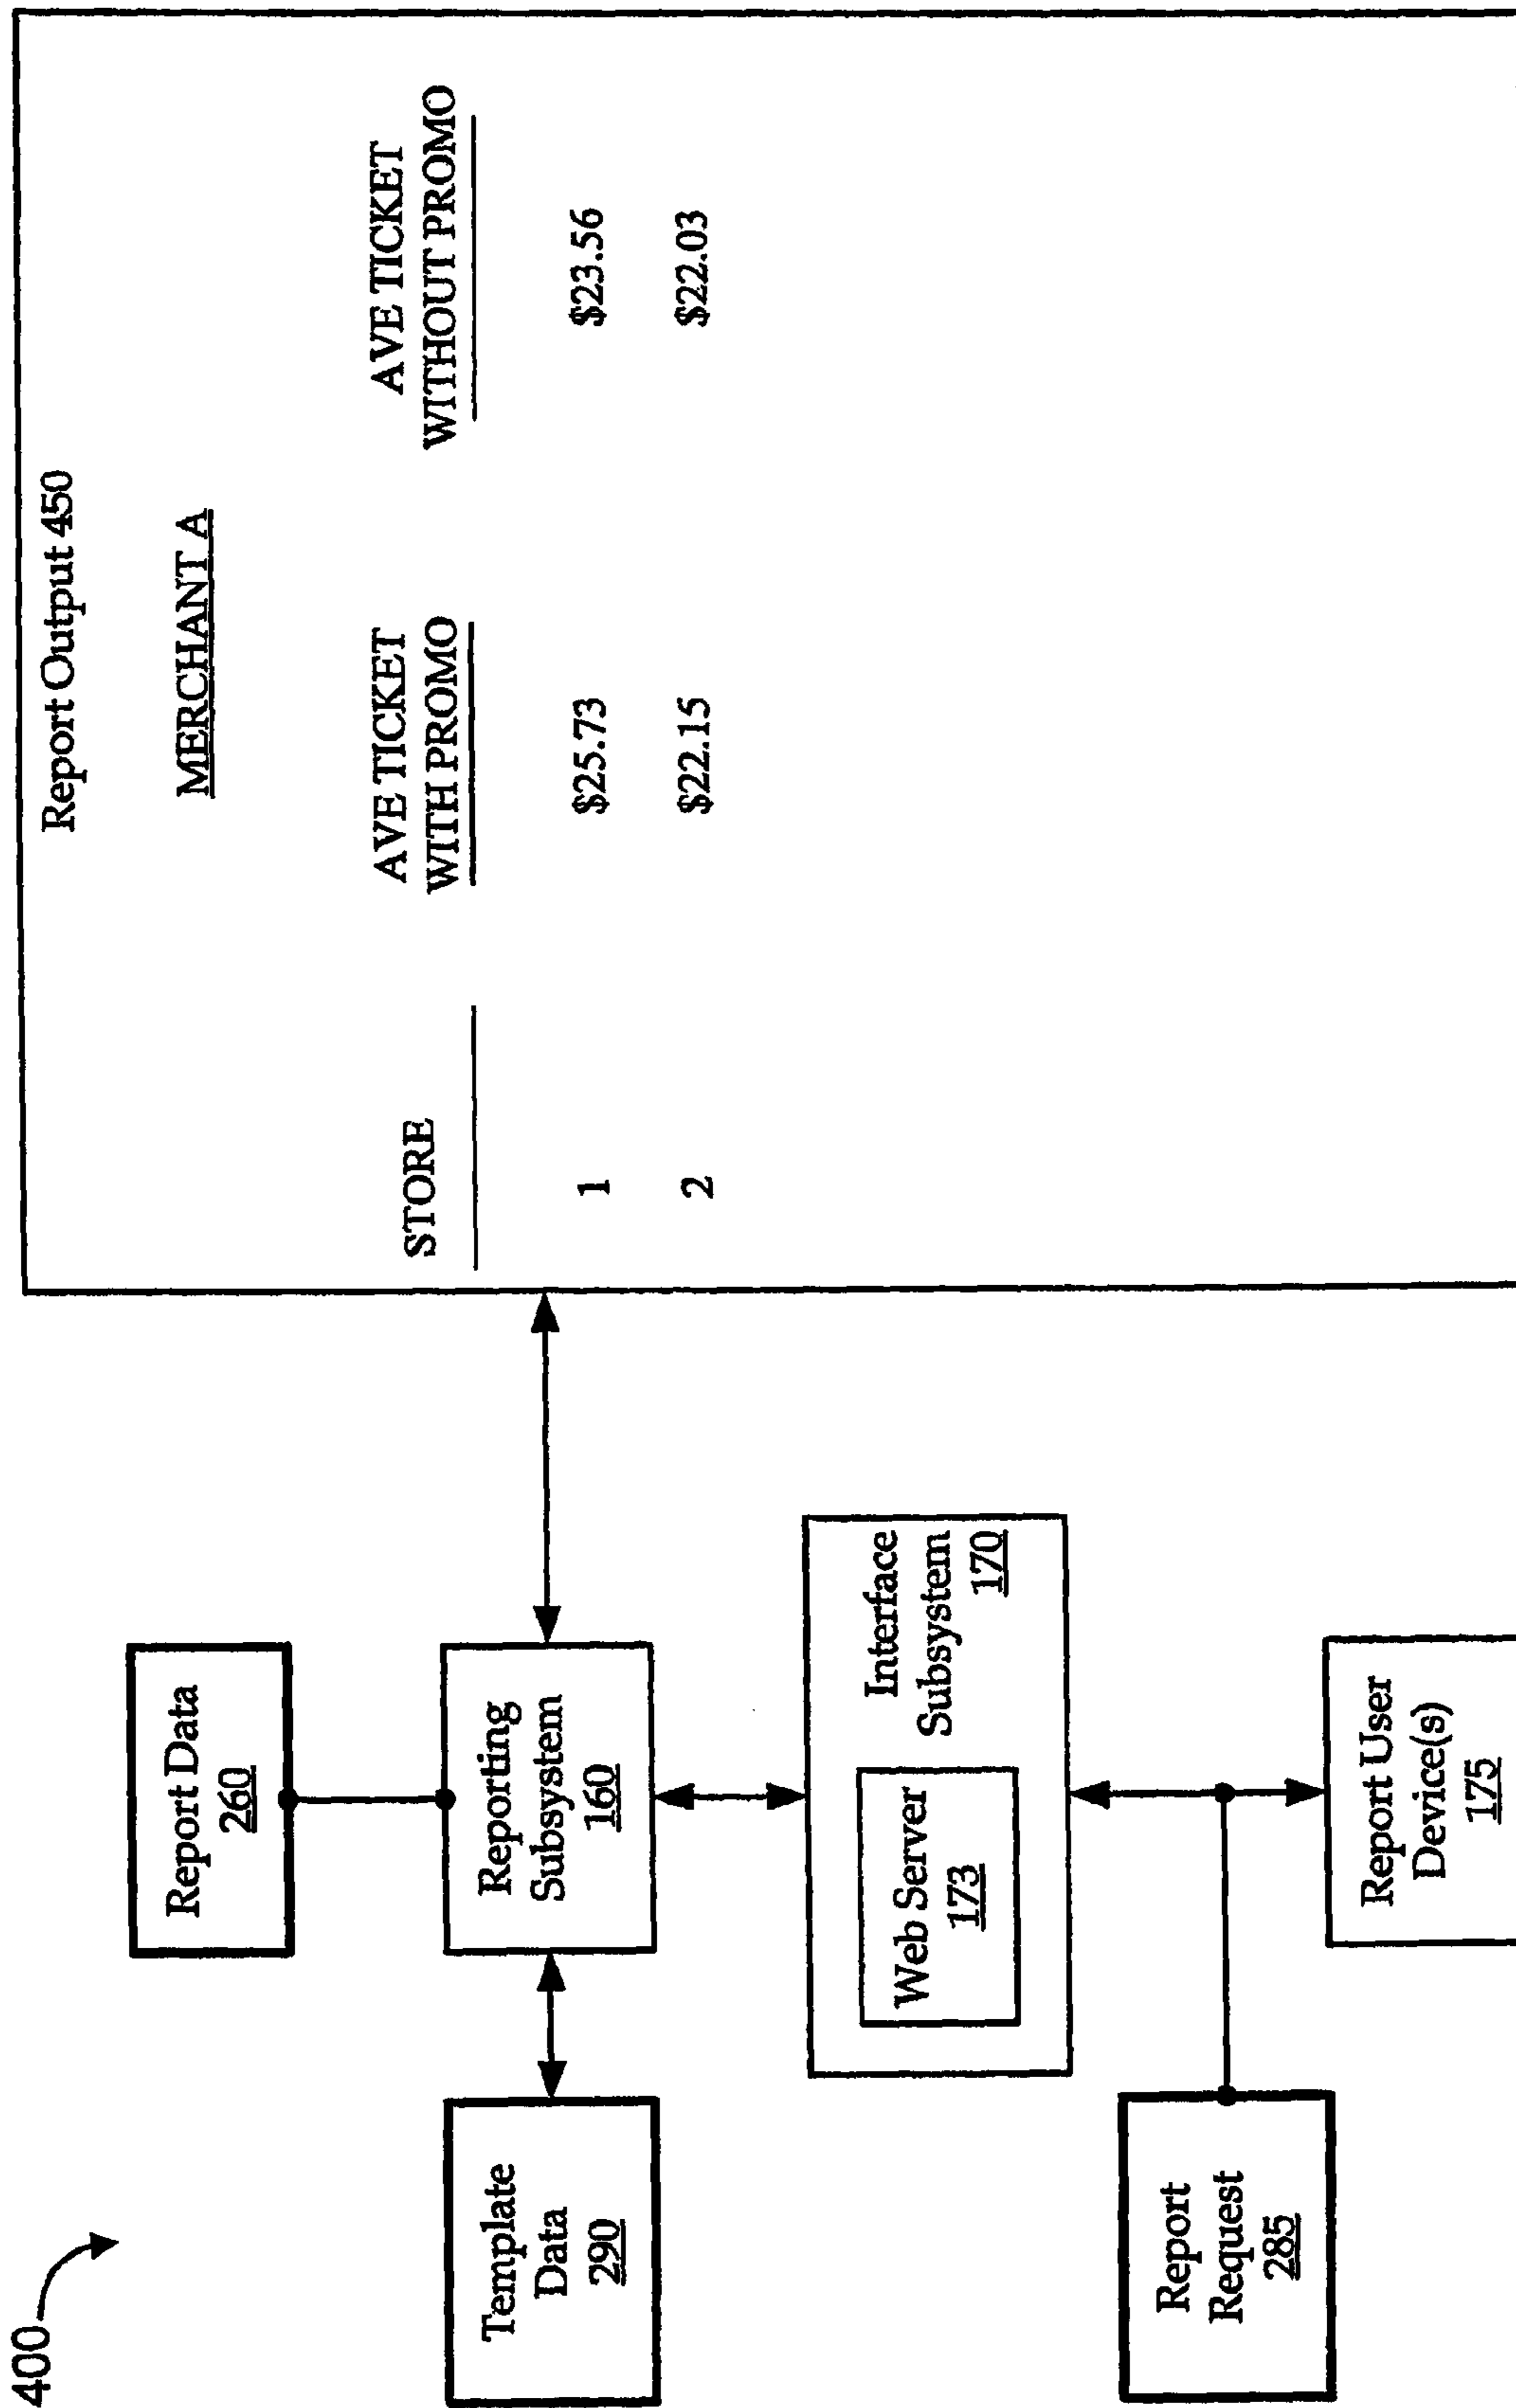 400
Report Data
260
Template
Data
290
Reporting
Subsystem
160
Interface
Subsystem
170
Web Server
173
Report
Request
285
Report User
Device(s)
175
Report Output 450
MERCHANT A
STORE
AVE TICKET
WITH PROMO
AVE TICKET
WITHOUT PROMO
1 $25.73 $23.56
2 $22.15 $22.03